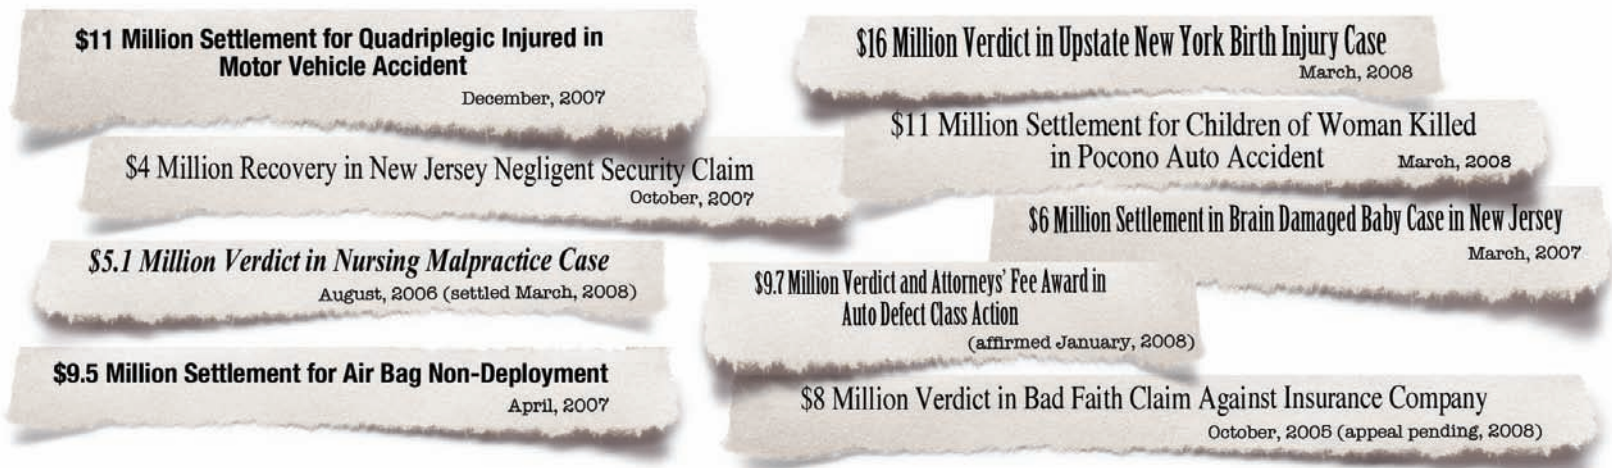 $11 Million Settlement for Quadriplegic Injured in
Motor Vehicle Accident
December, 2007
$4 Million Recovery in New Jersey Negligent Security Claim
October, 2007
$5.1 Million Verdict in Nursing Malpractice Case
August, 2006 (settled March, 2008)
$9.5 Million Settlement for Air Bag Non-Deployment
April, 2007
$16 Million Verdict in Upstate New York Birth Injury Case
March, 2008
$11 Million Settlement for Children of Woman Killed
in Pocono Auto Accident March, 2008
$6 Million Settlement in Brain Damaged Baby Case in New Jersey
March, 2007
$9.7 Million Verdict and Attorneys' Fee Award in
Auto Defect Class Action
(affirmed January, 2008)
$8 Million Verdict in Bad Faith Claim Against Insurance Company
October, 2005 (appeal pending, 2008)